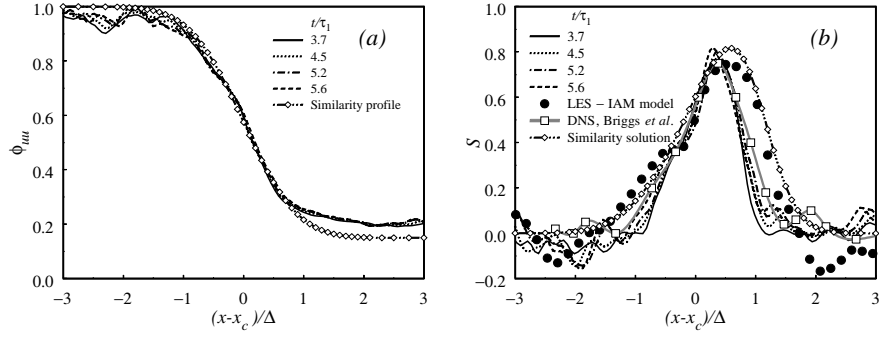 t/τ1
3.7
4.5
5.2
5.6
Similarity profile
(a)
1.0
0.8
0.6
0.4
0.2
0.0
ϕuu
−3 −2 −1 0 1 2 3
(x-xc)/Δ
t/τ1
3.7
4.5
5.2
5.6
LES − IAM model
DNS, Briggs et al.
Similarity solution
(b)
1.0
0.8
0.6
0.4
0.2
0.0
−0.2
S
−3 −2 −1 0 1 2 3
(x-xc)/Δ